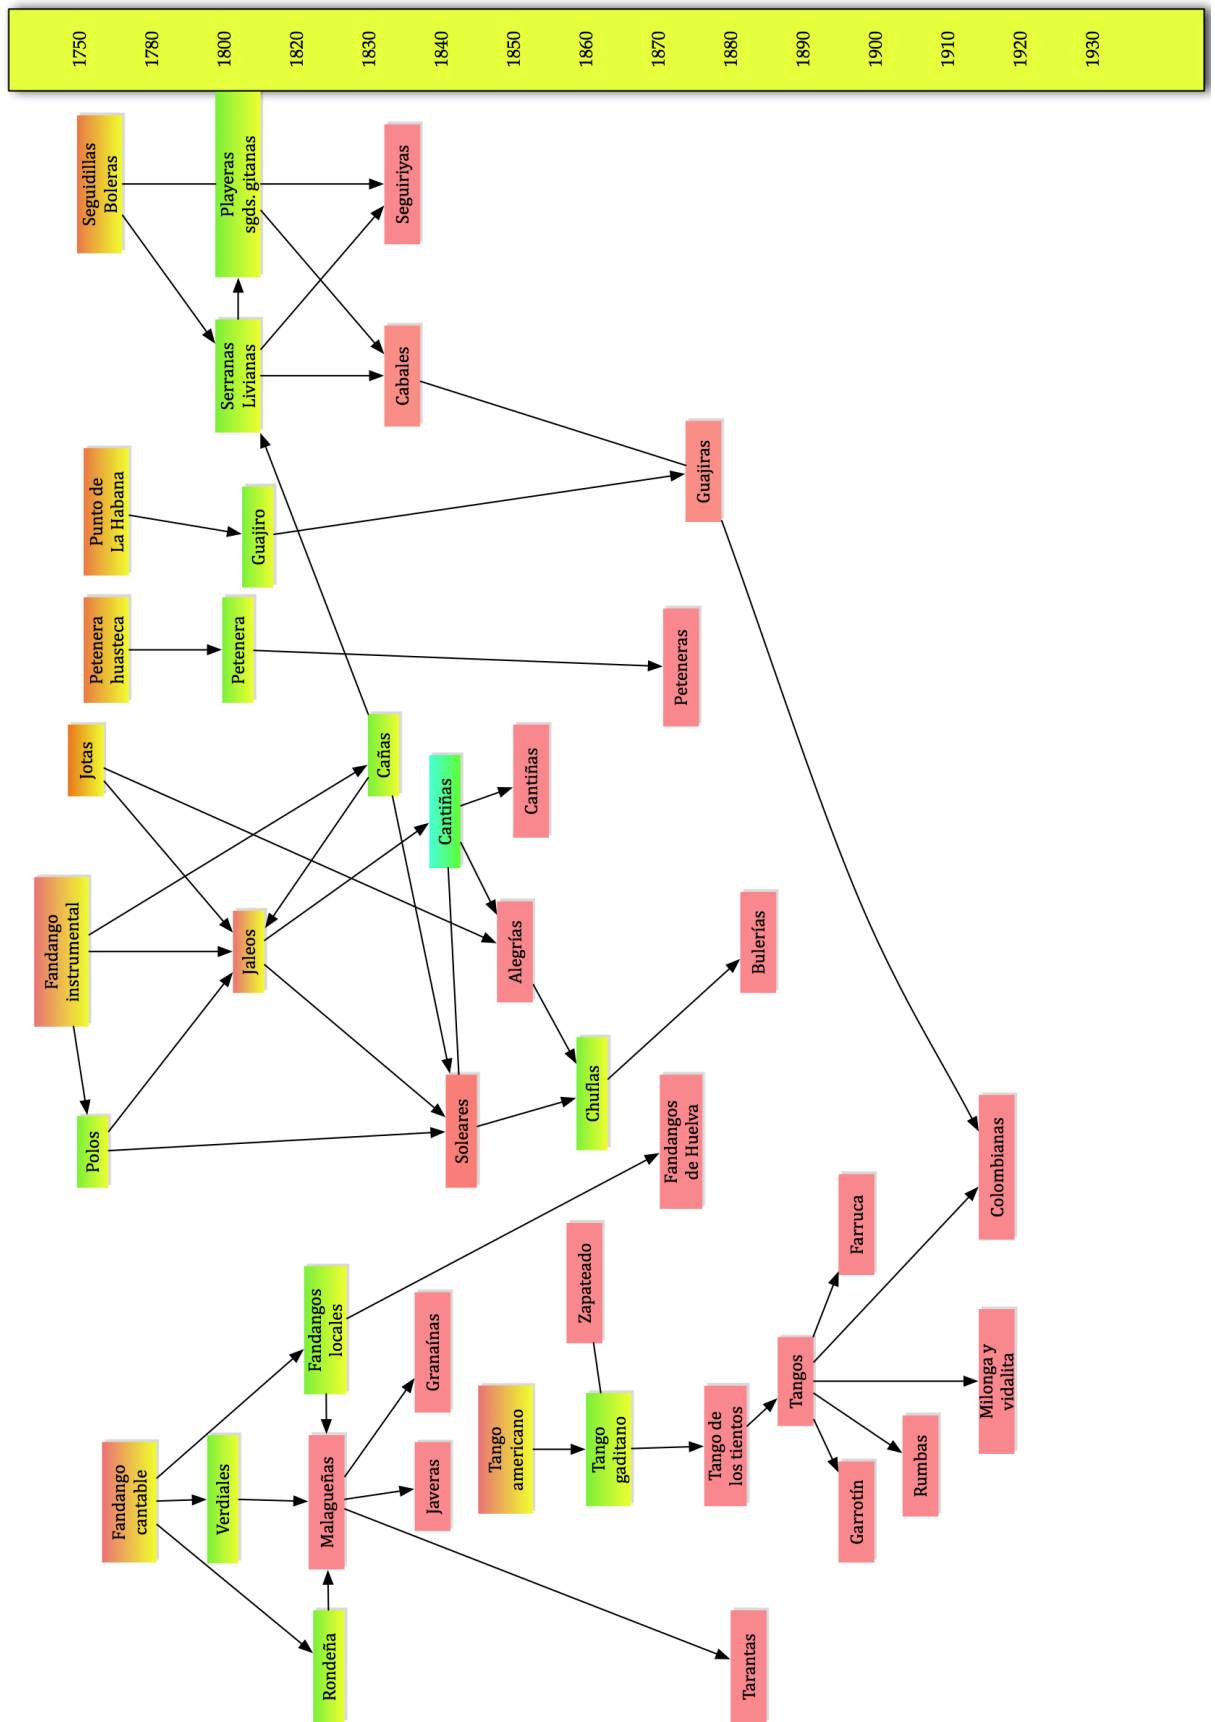 1750
1780
1800
1820
1830
1840
1850
1860
1870
1880
1890
1900
1910
1920
1930
Seguidillas
Boleras
Playeras
sgds. gitanas
Seguiriyas
Serranas
Livianas
Cabales
Punto de
La Habana
Guajiro
Guajiras
Petenera
huasteca
Petenera
Peteneras
Jotas
Cañas
Cantiñas
Cantiñas
Fandango
instrumental
Jaleos
Alegrías
Bulerías
Polos
Soleares
Chuflas
Fandangos
de Huelva
Colombianas
Fandangos
locales
Granaínas
Zapateado
Farruca
Fandango
cantable
Verdiales
Malagueñas
Javeras
Tango
americano
Tango
gaditano
Tango de
los tientos
Tangos
Garrotín
Rumbas
Milonga y
vidalita
Rondeña
Tarantas